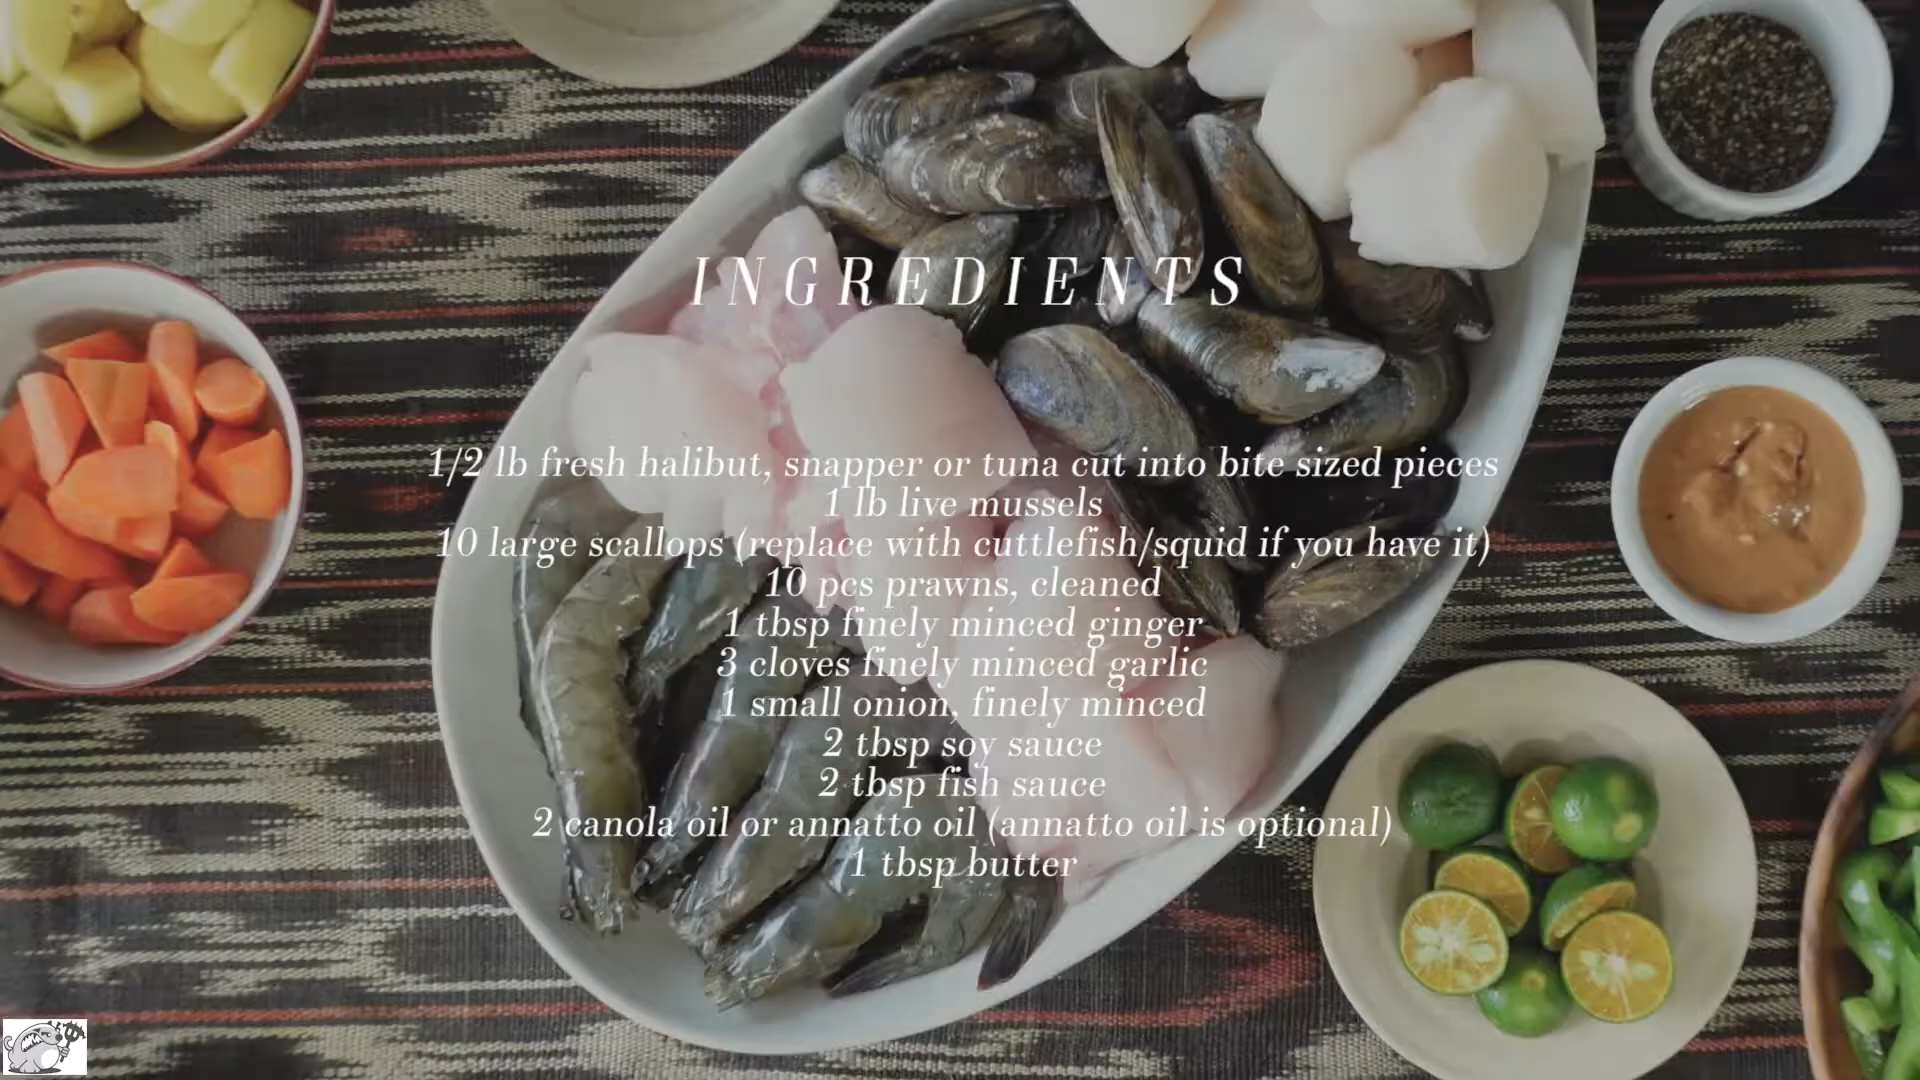 INGREDIENTS
1/2 lb fresh halibut, snapper or tuna cut into bite sized pieces
1 lb live mussels
10 large scallops (replace with cuttlefish/squid if you have it)
10 pcs prawns, cleaned
1 tbsp finely minced ginger
3 cloves finely minced garlic
1 small onion, finely minced
2 tbsp soy sauce
2 tbsp fish sauce
2 canola oil or annatto oil (annatto oil is optional)
1 tbsp butter